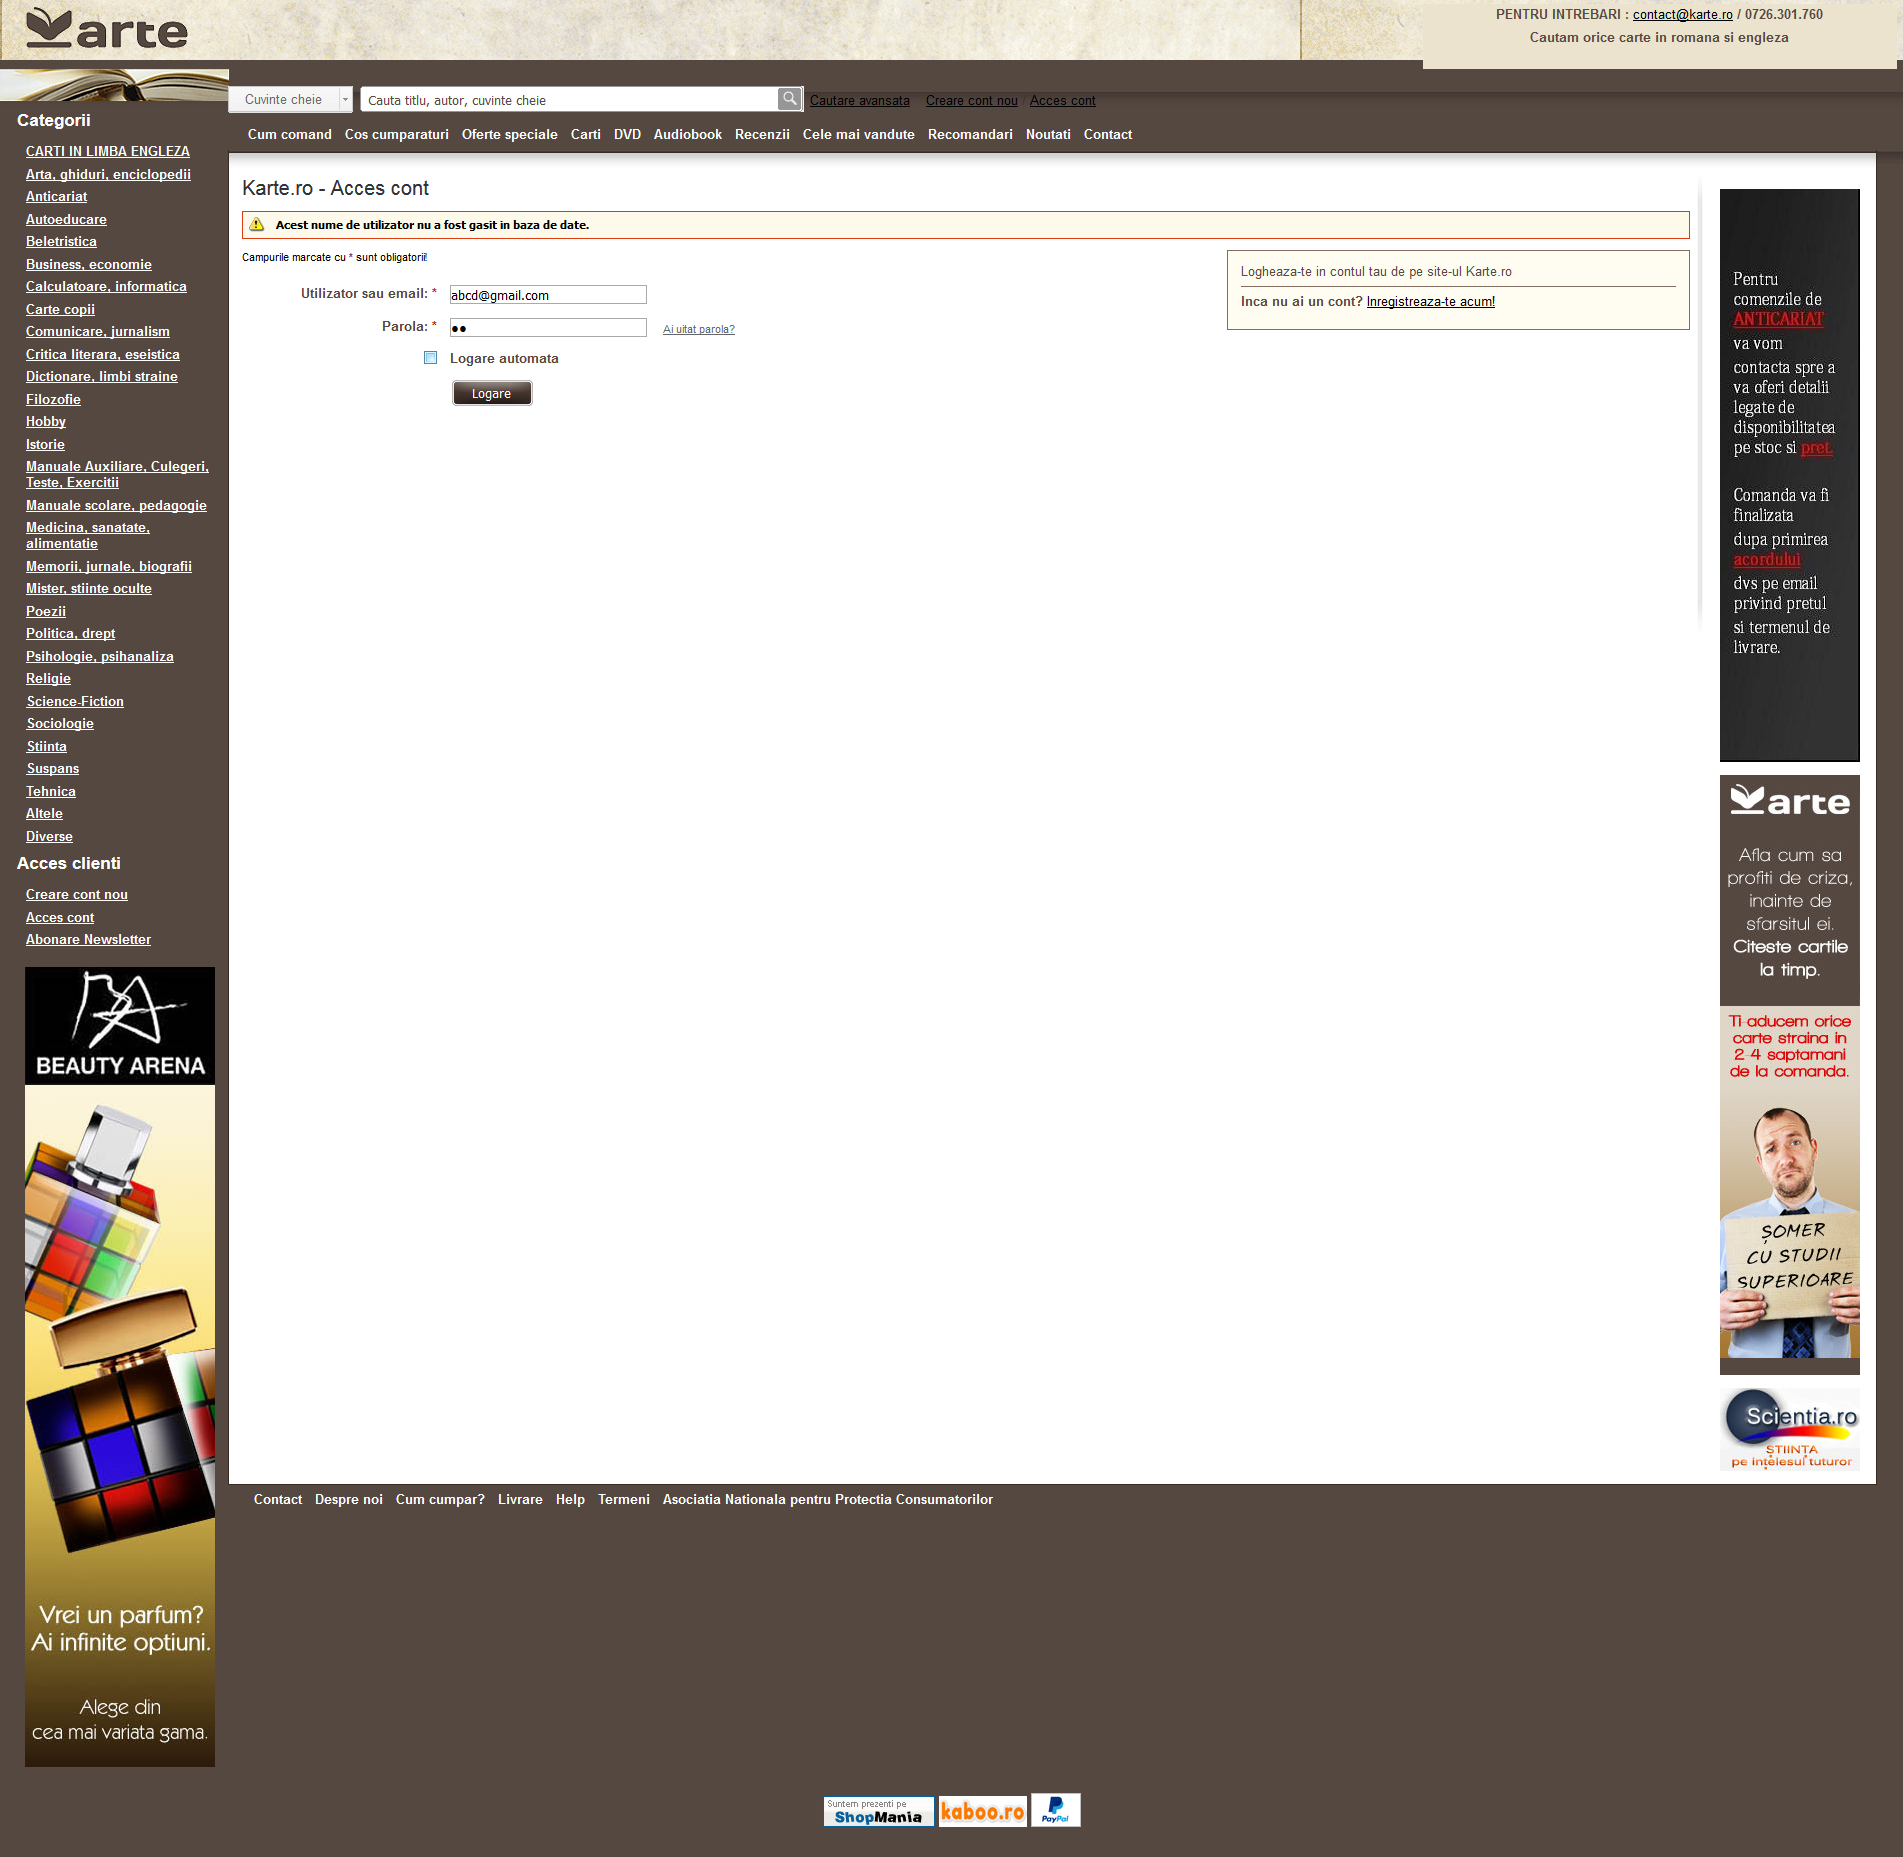 Karte
PENTRU INTREBARI : contact@karte.ro / 0726.301.760
Cautam orice carte in romana si engleza
Cuvinte cheie
Cauta titlu, autor, cuvinte cheie
Cautare avansata Creare cont nou / Acces cont
Cum comand Cos cumparaturi Oferte speciale Carti DVD Audiobook Recenzii Cele mai vandute Recomandari Noutati Contact
Categorii
CARTI IN LIMBA ENGLEZA
Arta, ghiduri, enciclopedii
Anticariat
Autoeducare
Beletristica
Business, economie
Calculatoare, informatica
Carte copii
Comunicare, jurnalism
Critica literara, eseistica
Dictionare, limbi straine
Filozofie
Hobby
Istorie
Manuale Auxiliare, Culegeri,
Teste, Exercitii
Manuale scolare, pedagogie
Medicina, sanatate,
alimentatie
Memorii, jurnale, biografii
Mister, stiinte oculte
Poezii
Politica, drept
Psihologie, psihanaliza
Religie
Science-Fiction
Sociologie
Stiinta
Suspans
Tehnica
Altele
Diverse
Acces clienti
Creare cont nou
Acces cont
Abonare Newsletter
BEAUTY ARENA
Vrei un parfum?
Ai infinite optiuni.
Alege din
cea mai variata gama.
Karte.ro - Acces cont
Acest nume de utilizator nu a fost gasit in baza de date.
Campurile marcate cu * sunt obligatorii!
Utilizator sau email: * abcd@gmail.com
Parola: * ●● Ai uitat parola?
Logare automata
Logare
Logheaza-te in contul tau de pe site-ul Karte.ro
Inca nu ai un cont? Inregistreaza-te acum!
Pentru
comenzile de
ANTICARIAT
va vom
contacta spre a
va oferi detalii
legate de
disponibilitatea
pe stoc si pret.
Comanda va fi
finalizata
dupa primirea
acordului
dvs pe email
privind pretul
si termenul de
livrare.
Karte
Afla cum sa
profiti de criza,
inainte de
sfarsitul ei.
Citeste cartile
la timp.
Ti-aducem orice
carte straina in
2-4 saptamani
de la comanda.
ȘOMER
CU STUDII
SUPERIOARE
Scientia.ro
ȘTIINȚA
pe înțelesul tuturor
Contact Despre noi Cum cumpar? Livrare Help Termeni Asociatia Nationala pentru Protectia Consumatorilor
Suntem prezenti pe
ShopMania
kaboo.ro
PayPal